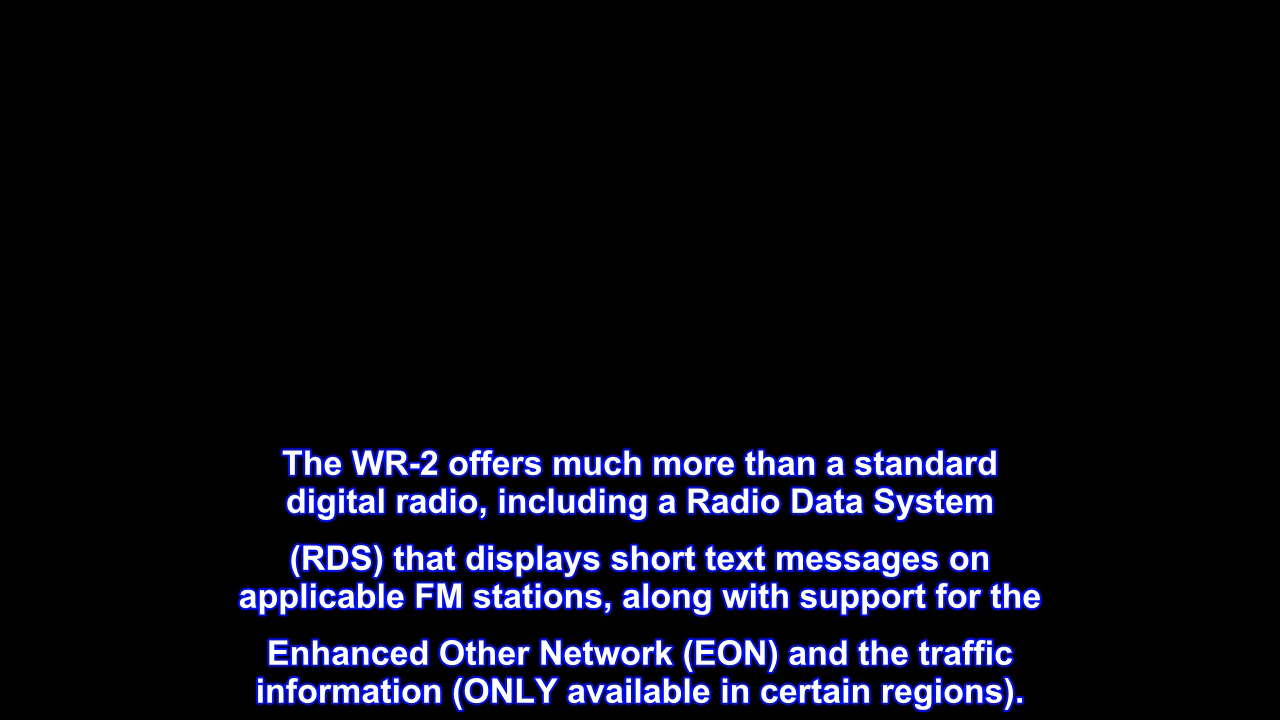 The WR-2 offers much more than a standard
digital radio, including a Radio Data System
(RDS) that displays short text messages on
applicable FM stations, along with support for the
Enhanced Other Network (EON) and the traffic
information (ONLY available in certain regions).